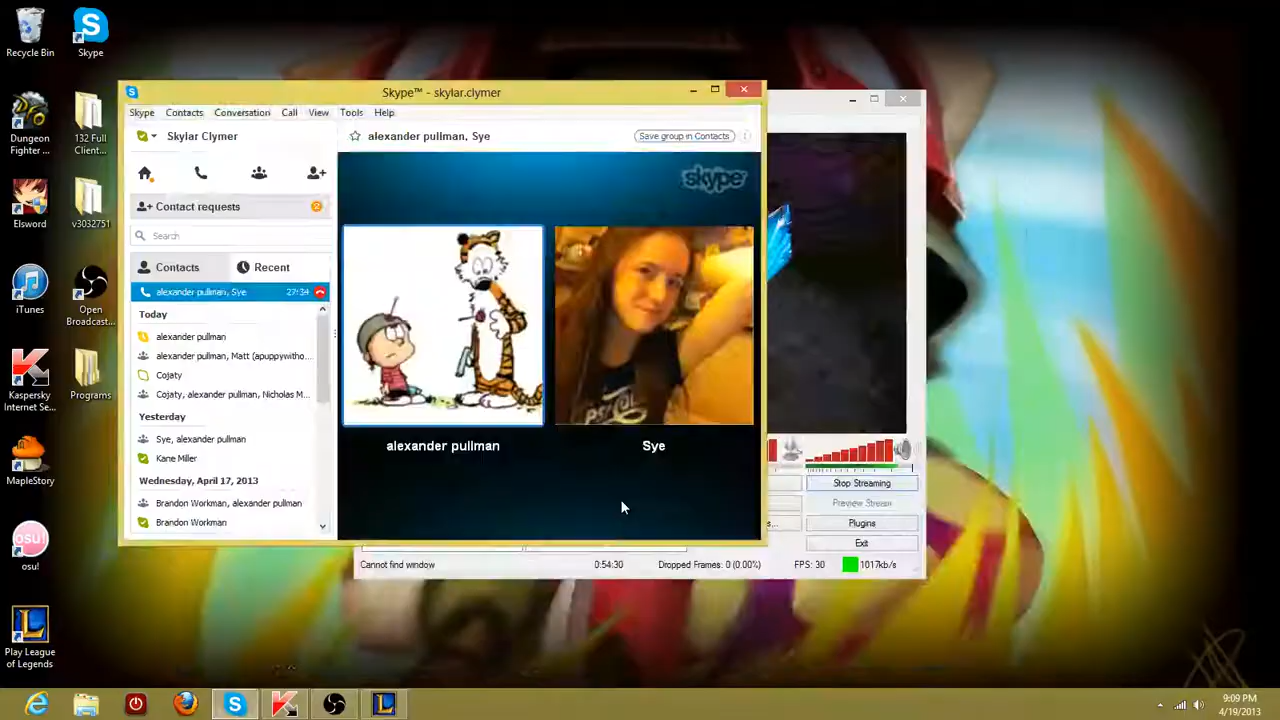 Recycle Bin
Skype
Dungeon
Fighter ...
132 Full
Client...
Elsword
v3032751
iTunes
Open
Broadcast...
Kaspersky
Internet Se...
Programs
MapleStory
osu!
osu!
Play League
of Legends
Skype™ - skylar.clymer
Skype
Contacts
Conversation
Call
View
Tools
Help
Skylar Clymer
alexander pullman, Sye
Save group in Contacts
Contact requests
2
Search
Contacts
Recent
alexander pullman, Sye
27:34
Today
alexander pullman
alexander pullman, Matt (apuppywitho...
Cojaty
Cojaty, alexander pullman, Nicholas M...
Yesterday
Sye, alexander pullman
Kane Miller
Wednesday, April 17, 2013
Brandon Workman, alexander pullman
Brandon Workman
skype
alexander pullman
Sye
Stop Streaming
Preview Stream
Plugins
Exit
Cannot find window
0:54:30
Dropped Frames: 0 (0.00%)
FPS: 30
1017kb/s
9:09 PM
4/19/2013